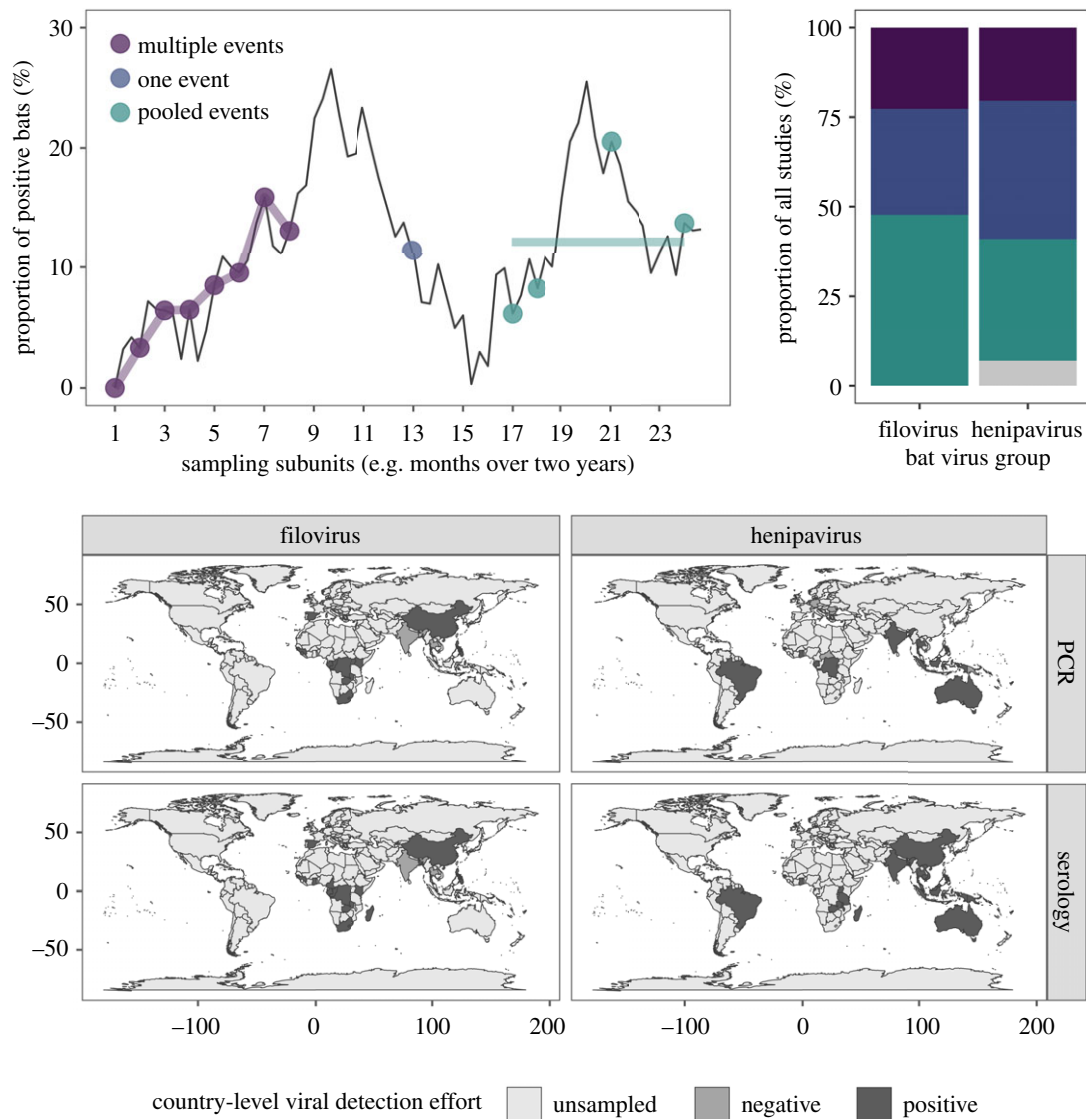 30
20
10
0
proportion of positive bats (%)
multiple events
one event
pooled events
1 3 5 7 9 11 13 15 17 19 21 23
sampling subunits (e.g. months over two years)
100
75
50
25
0
proportion of all studies (%)
filovirus henipavirus
bat virus group
filovirus henipavirus
50
0
−50
PCR
50
0
−50
serology
−100 0 100 200 −100 0 100 200
country-level viral detection effort unsampled negative positive